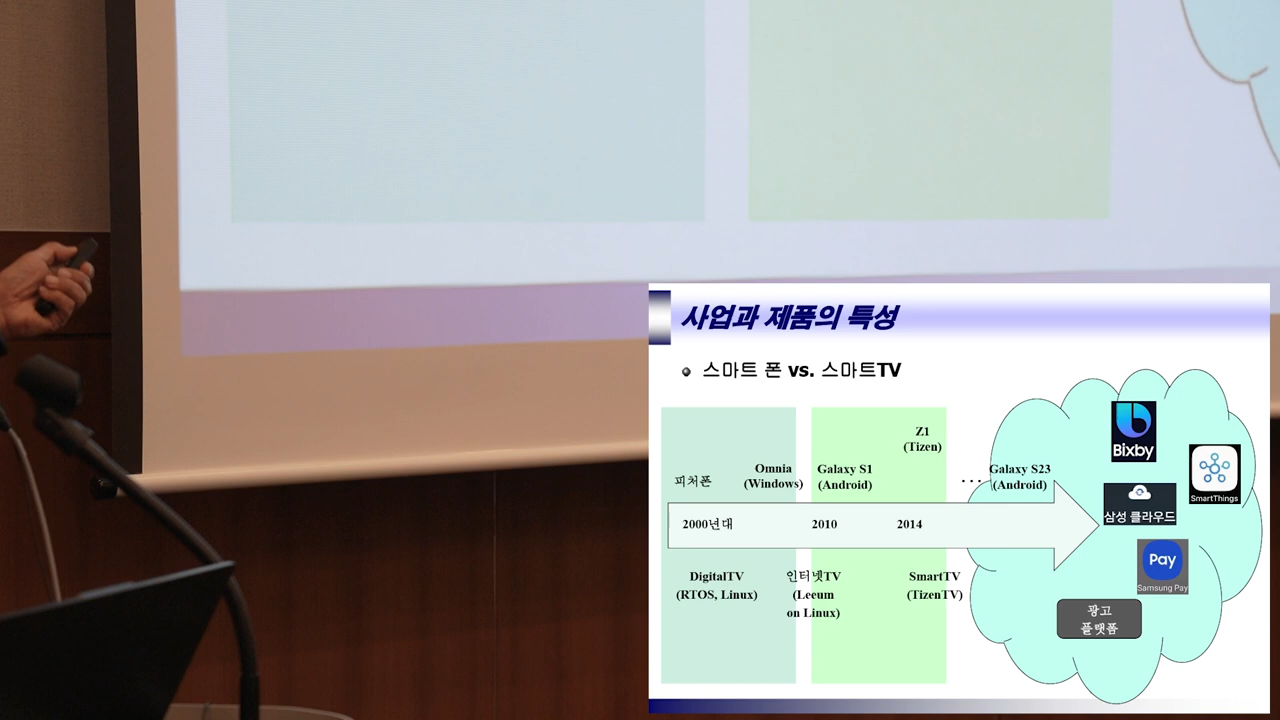 사업과 제품의 특성
스마트 폰 vs. 스마트TV
Z1
(Tizen)
피처폰
Omnia
(Windows)
Galaxy S1
(Android)
...
Galaxy S23
(Android)
2000년대
2010
2014
DigitalTV
(RTOS, Linux)
인터넷TV
(Leeum
on Linux)
SmartTV
(TizenTV)
Bixby
SmartThings
삼성 클라우드
Pay
Samsung Pay
광고
플랫폼